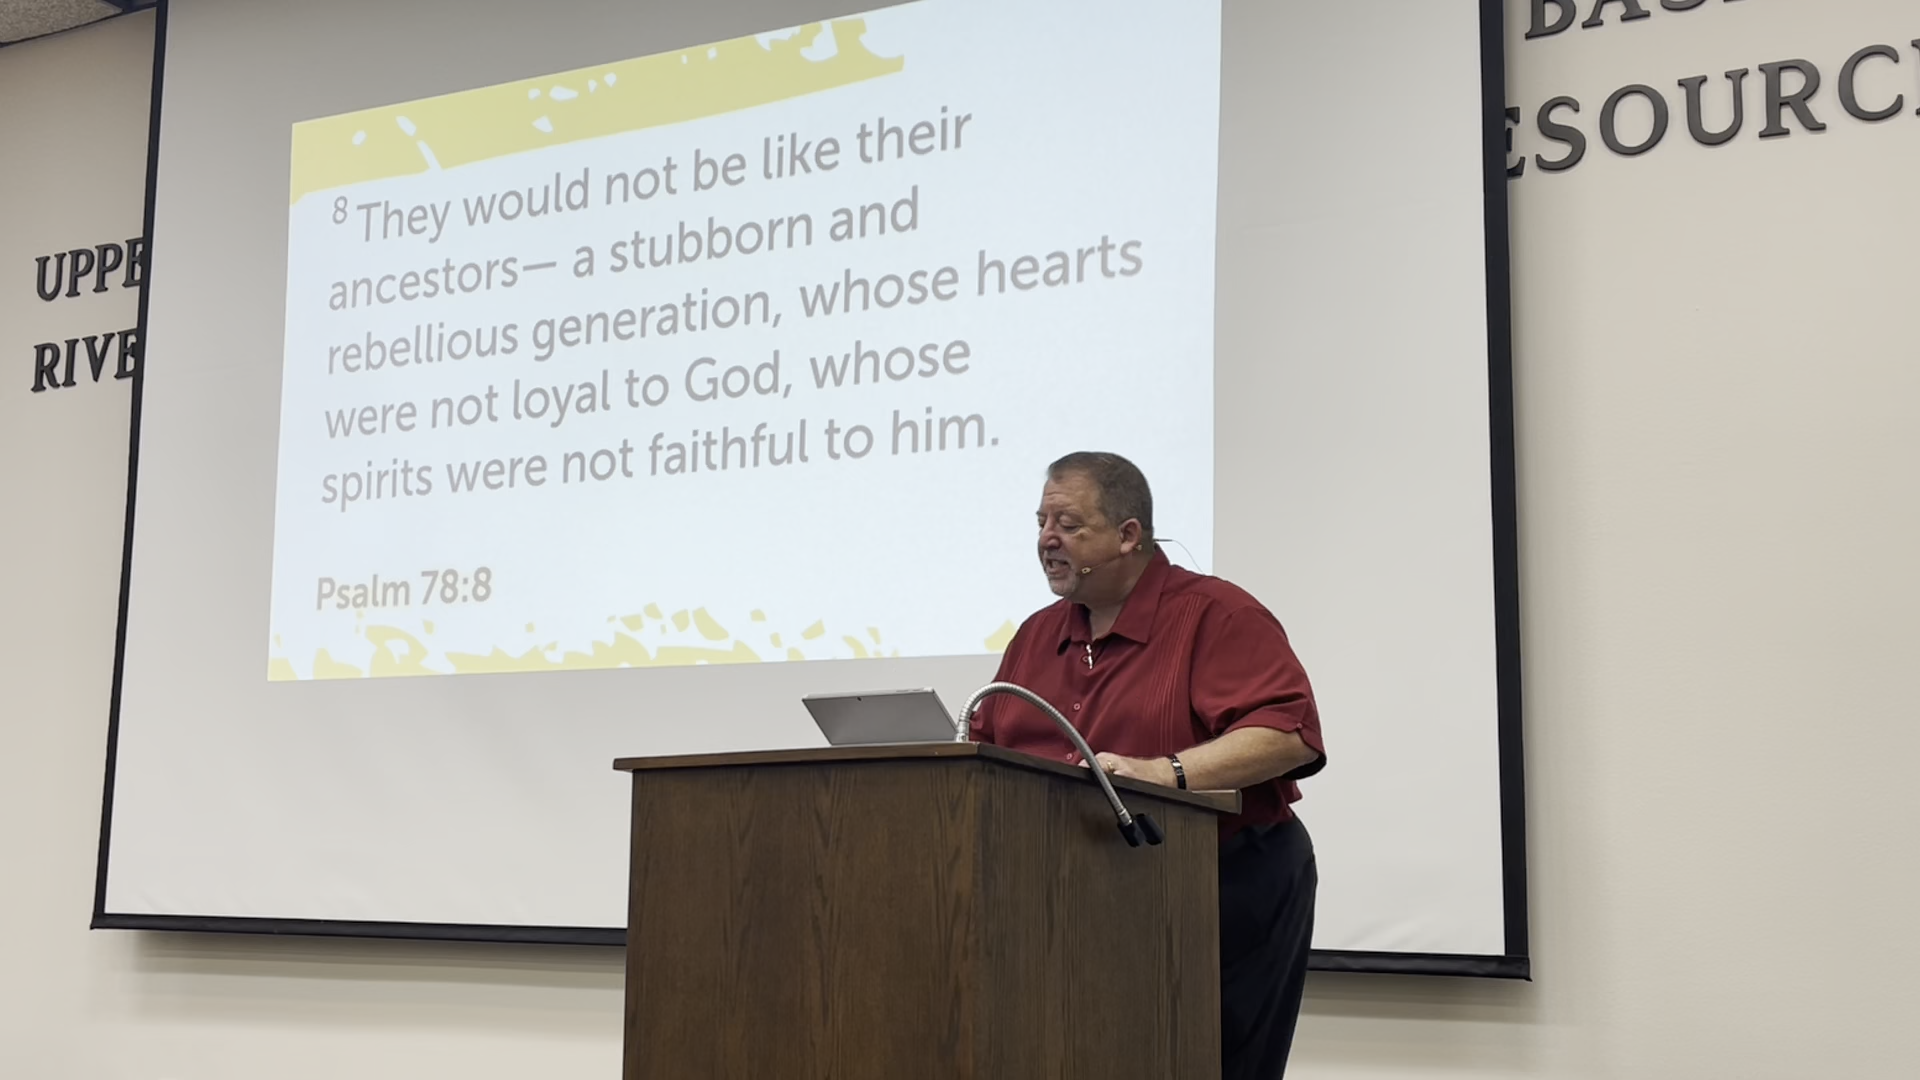 8 They would not be like their
ancestors— a stubborn and
rebellious generation, whose hearts
were not loyal to God, whose
spirits were not faithful to him.
Psalm 78:8
UPPE
RIVE
BAS
ESOURC